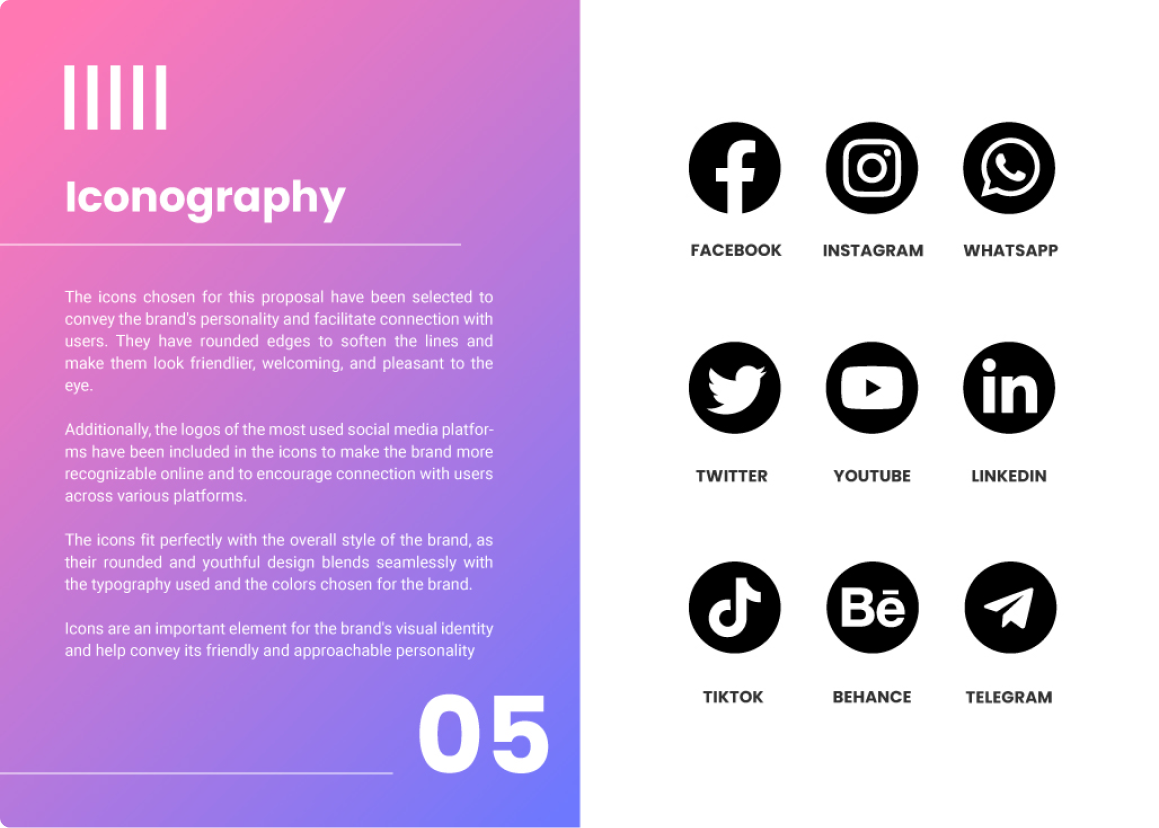 Iconography
The icons chosen for this proposal have been selected to
convey the brand's personality and facilitate connection with
users. They have rounded edges to soften the lines and
make them look friendlier, welcoming, and pleasant to the
eye.
Additionally, the logos of the most used social media platfor-
ms have been included in the icons to make the brand more
recognizable online and to encourage connection with users
across various platforms.
The icons fit perfectly with the overall style of the brand, as
their rounded and youthful design blends seamlessly with
the typography used and the colors chosen for the brand.
Icons are an important element for the brand's visual identity
and help convey its friendly and approachable personality
05
FACEBOOK INSTAGRAM WHATSAPP
in
TWITTER YOUTUBE LINKEDIN
Bē
TIKTOK BEHANCE TELEGRAM